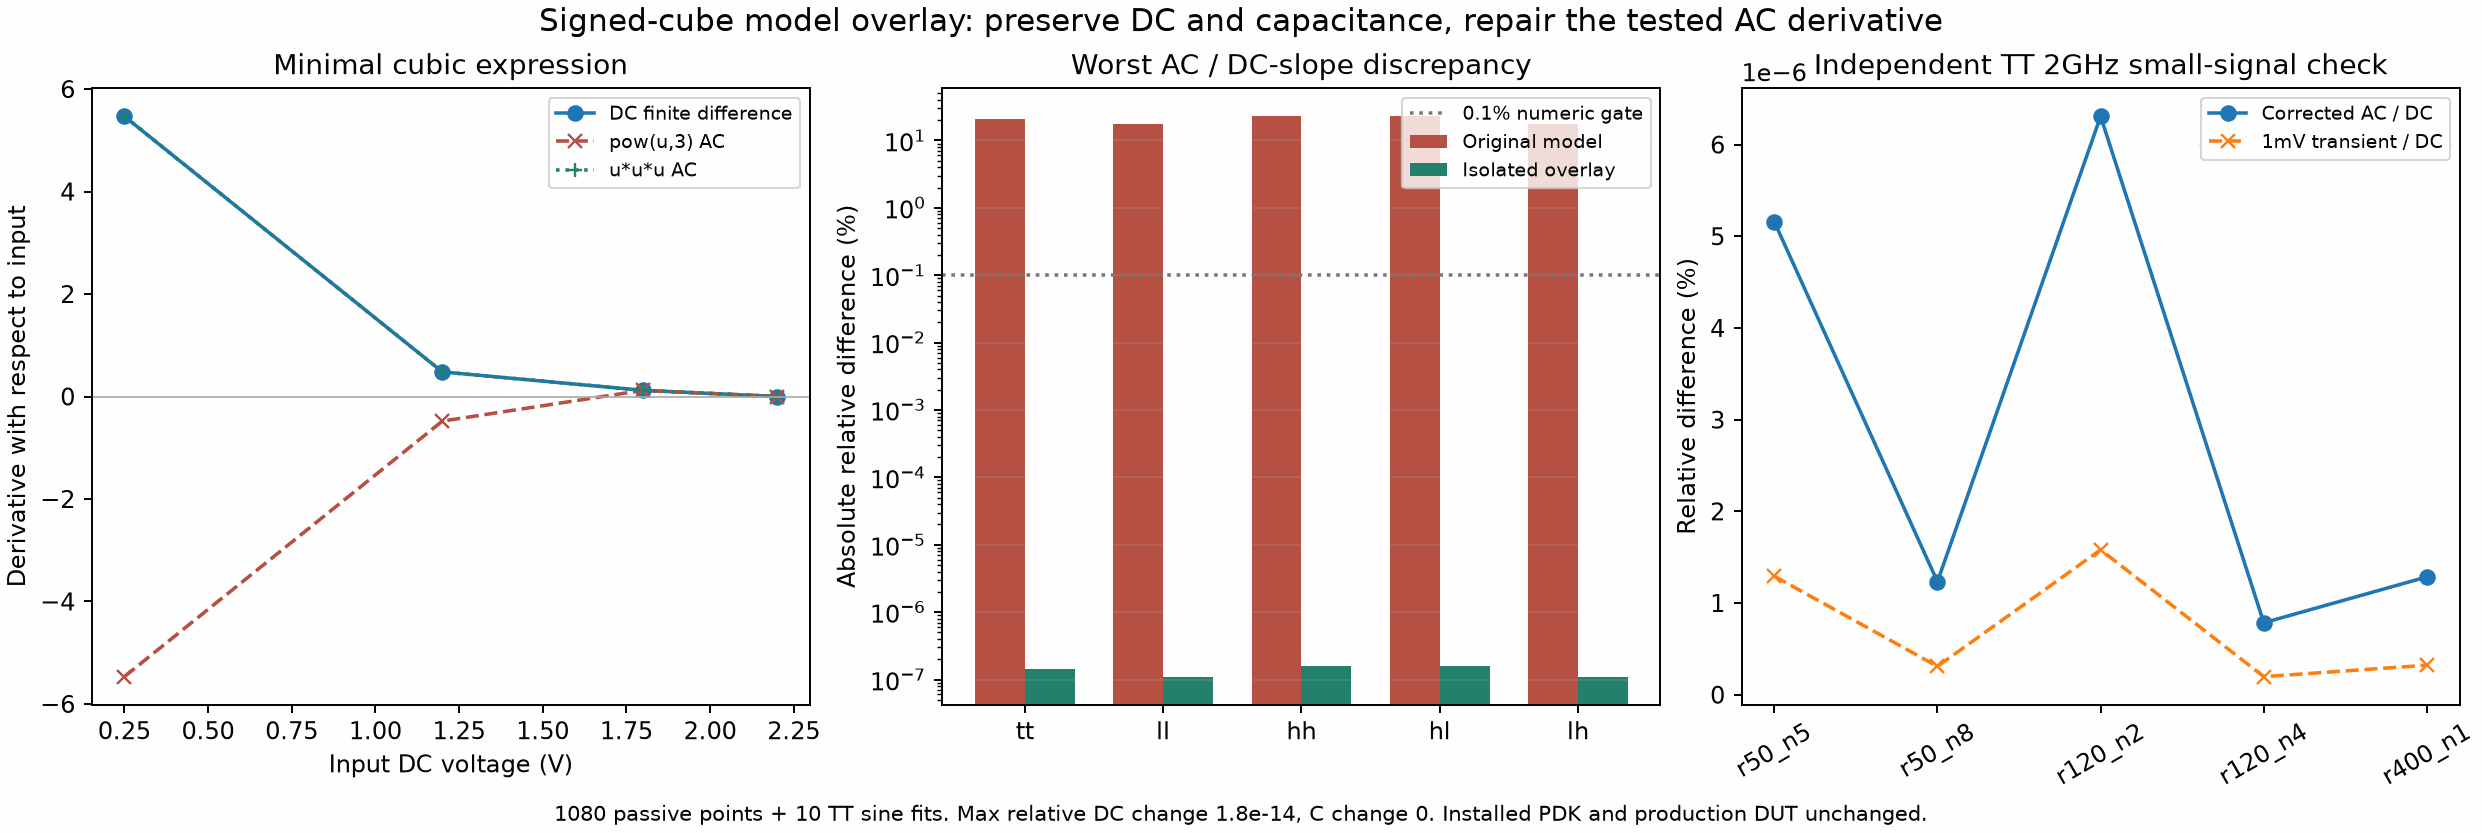 Signed-cube model overlay: preserve DC and capacitance, repair the tested AC derivative
Minimal cubic expression
Derivative with respect to input
6
4
2
0
−2
−4
−6
DC finite difference
pow(u,3) AC
u*u*u AC
0.25 0.50 0.75 1.00 1.25 1.50 1.75 2.00 2.25
Input DC voltage (V)
Worst AC / DC-slope discrepancy
Absolute relative difference (%)
10¹
10⁰
10⁻¹
10⁻²
10⁻³
10⁻⁴
10⁻⁵
10⁻⁶
10⁻⁷
0.1% numeric gate
Original model
Isolated overlay
tt ll hh hl lh
Independent TT 2GHz small-signal check
1e−6
Relative difference (%)
6
5
4
3
2
1
0
Corrected AC / DC
1mV transient / DC
r50_n5 r50_n8 r120_n2 r120_n4 r400_n1
1080 passive points + 10 TT sine fits. Max relative DC change 1.8e-14, C change 0. Installed PDK and production DUT unchanged.